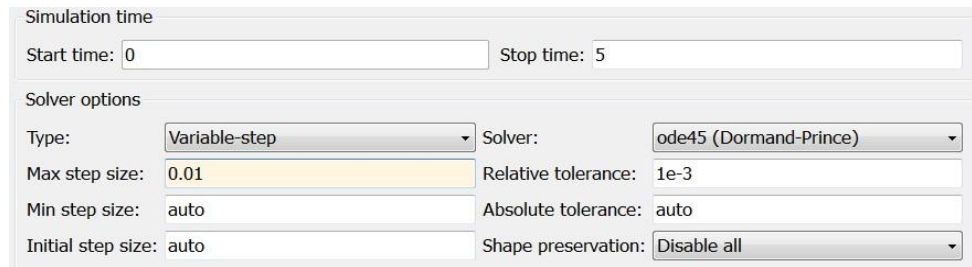 Simulation time
Start time: 0 Stop time: 5
Solver options
Type: Variable-step Solver: ode45 (Dormand-Prince)
Max step size: 0.01 Relative tolerance: 1e-3
Min step size: auto Absolute tolerance: auto
Initial step size: auto Shape preservation: Disable all